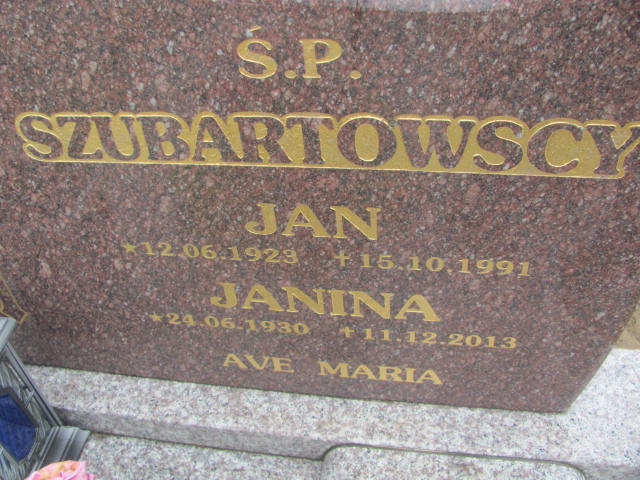 Ś.P.
SZUBARTOWSCY
JAN
*12.06.1923 †15.10.1991
JANINA
*24.06.1930 †11.12.2013
AVE MARIA